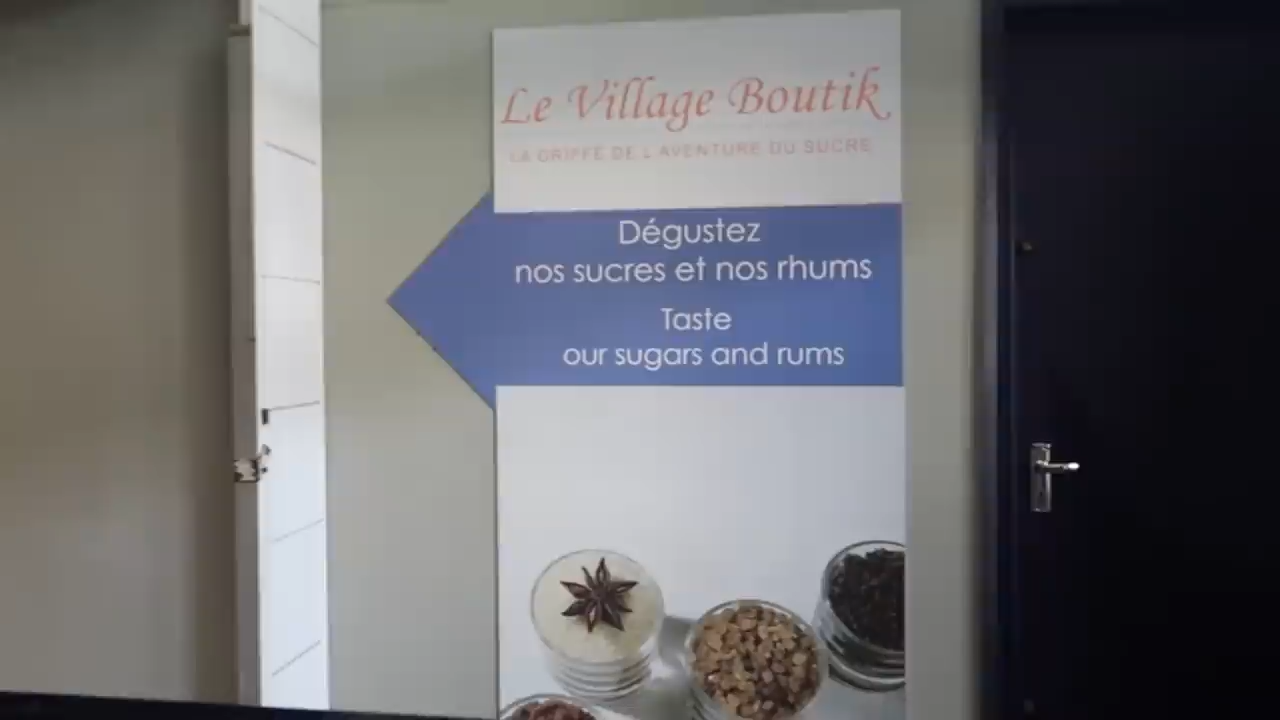 Le Village Boutik
LA GRIFFE DE L'AVENTURE DU SUCRE
Dégustez
nos sucres et nos rhums
Taste
our sugars and rums